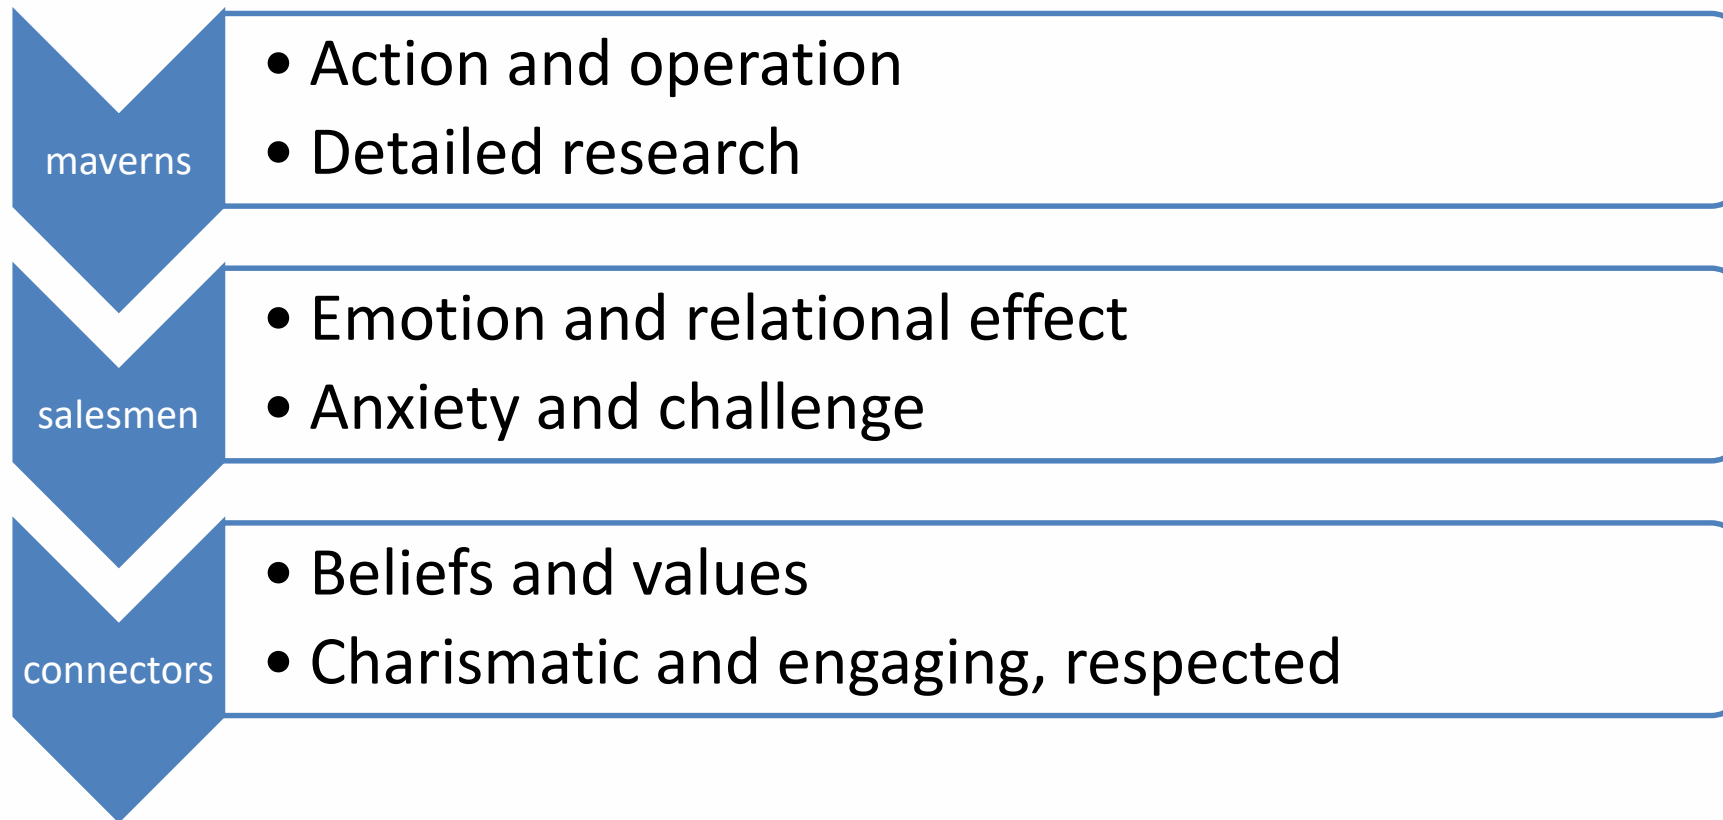 maverns
• Action and operation
• Detailed research
salesmen
• Emotion and relational effect
• Anxiety and challenge
connectors
• Beliefs and values
• Charismatic and engaging, respected